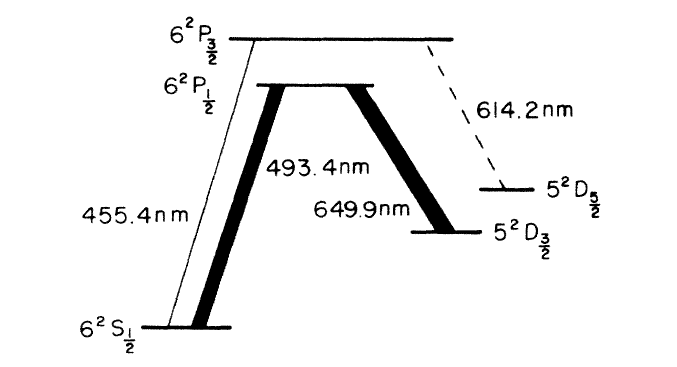 6²P3/2
6²P1/2
614.2nm
493.4nm
5²D5/2
649.9nm
455.4nm
5²D3/2
6²S1/2